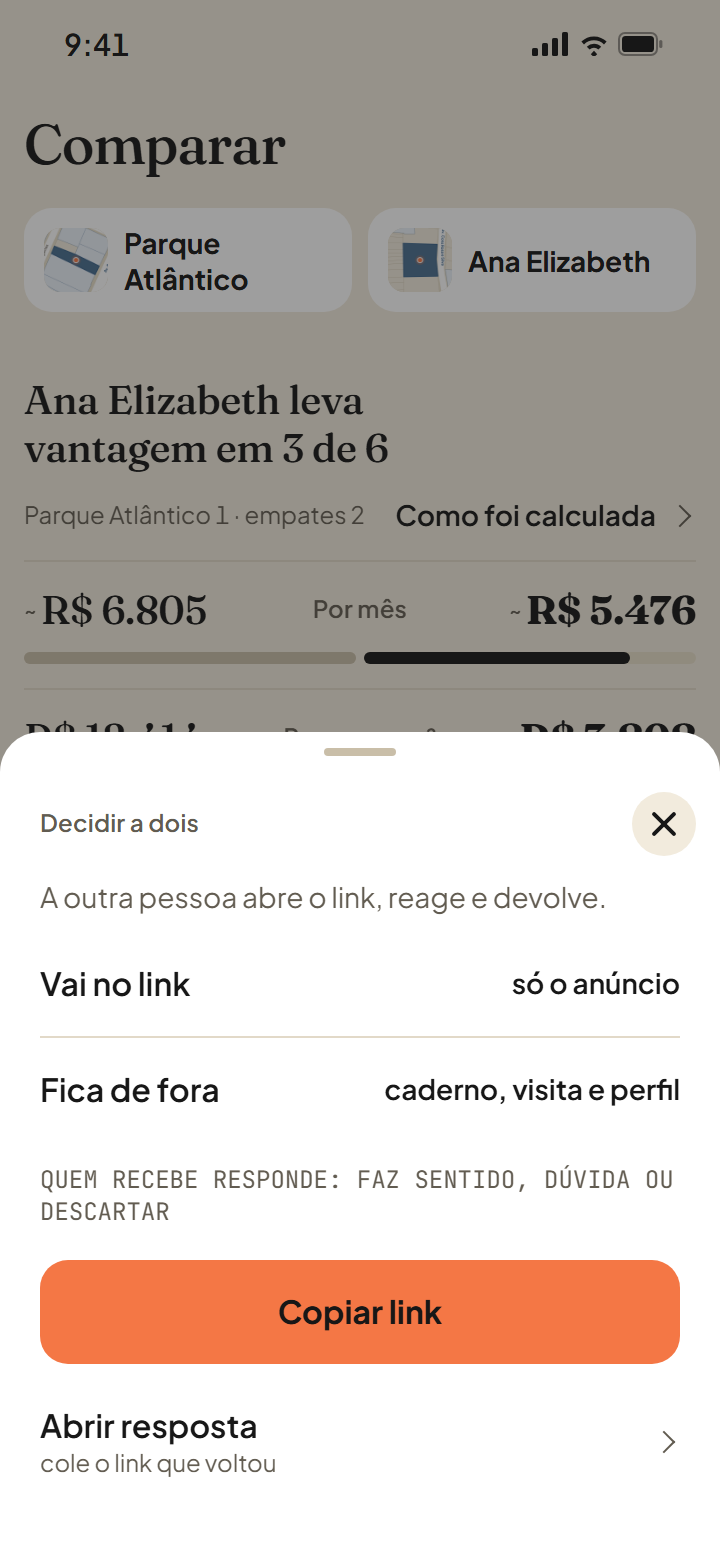 9:41
Comparar
Parque
Atlântico
Ana Elizabeth
Ana Elizabeth leva
vantagem em 3 de 6
Parque Atlântico 1 · empates 2
Como foi calculada
~ R$ 6.805
Por mês
~ R$ 5.476
Decidir a dois
A outra pessoa abre o link, reage e devolve.
Vai no link
só o anúncio
Fica de fora
caderno, visita e perfil
QUEM RECEBE RESPONDE: FAZ SENTIDO, DÚVIDA OU
DESCARTAR
Copiar link
Abrir resposta
cole o link que voltou